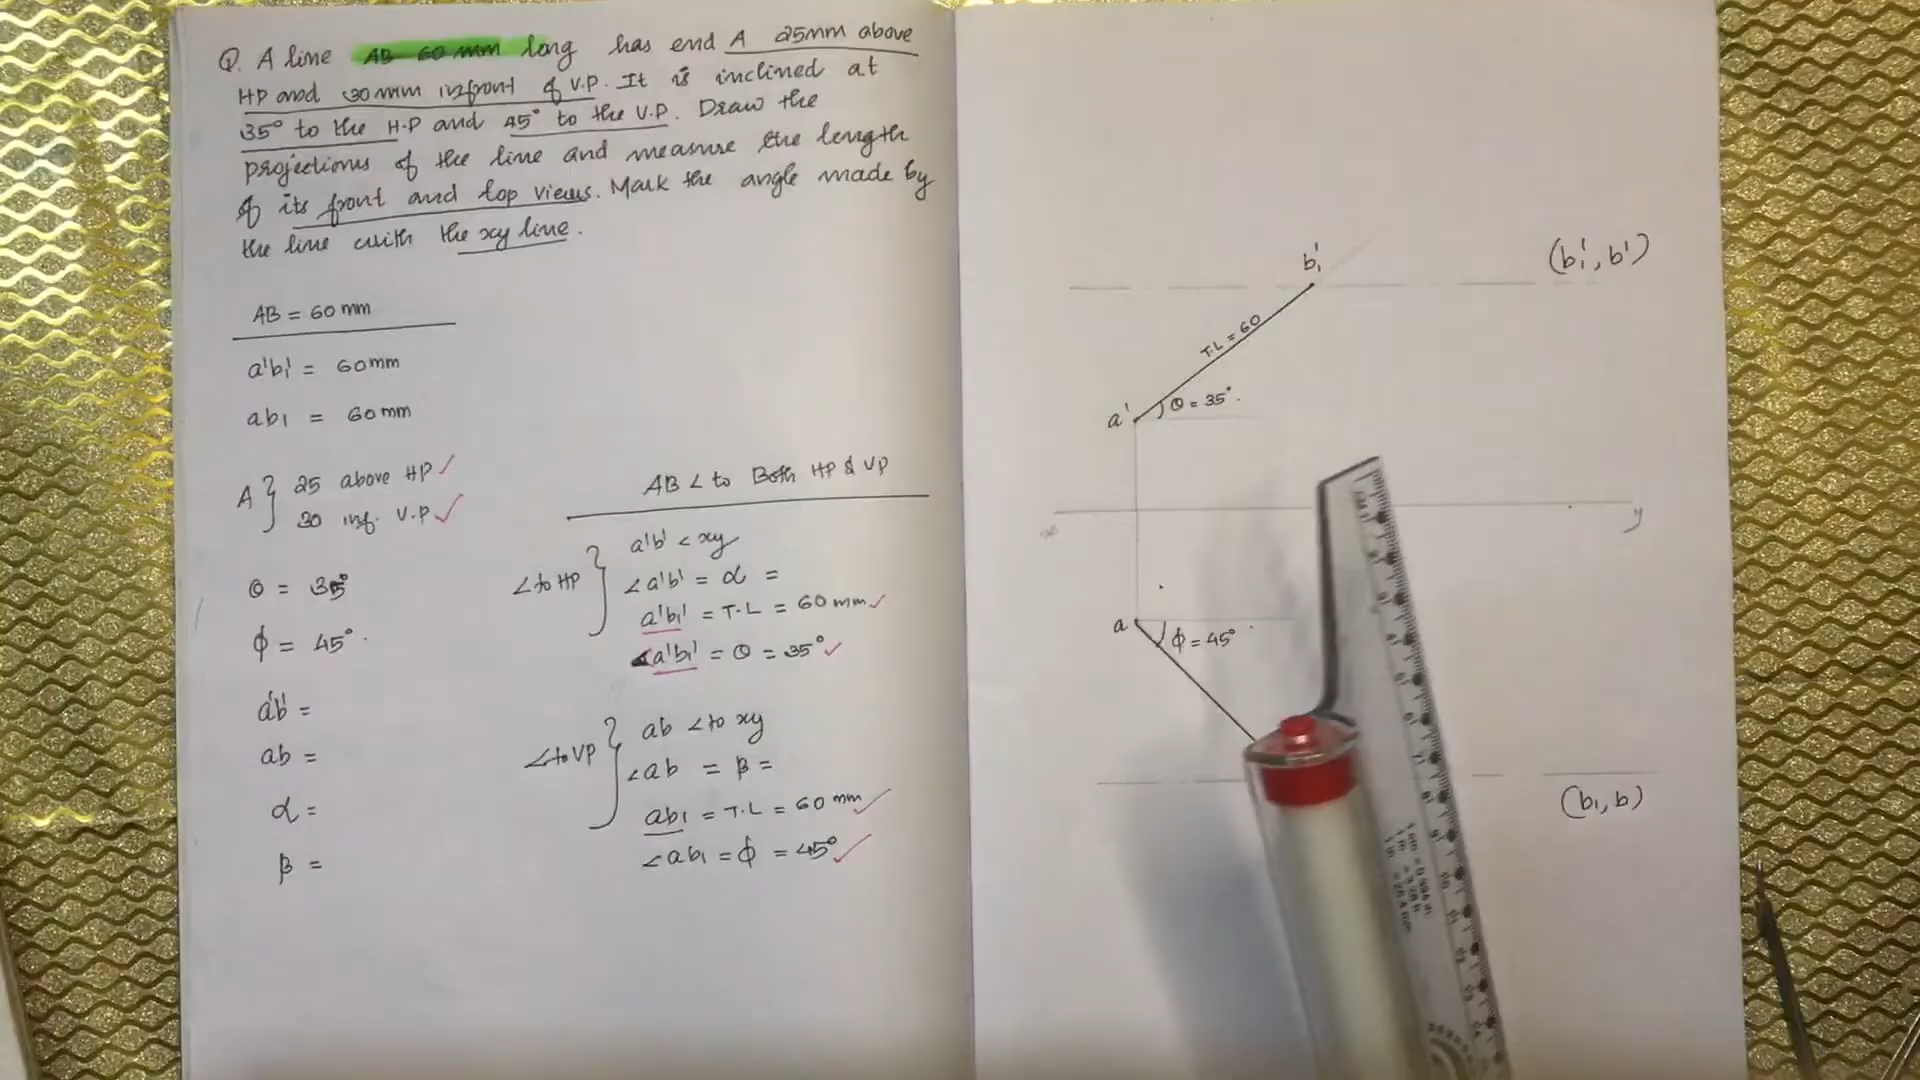 Q. A line AB 60 mm long has end A 25mm above
HP and 30 mm infront of V.P. It is inclined at
35° to the H.P and 45° to the V.P. Draw the
projections of the line and measure the length
of its front and top views. Mark the angle made by
the line with the xy line.
AB = 60 mm
a'b₁' = 60mm
ab₁ = 60 mm
A } 25 above HP ✓
30 inf. V.P ✓
θ = 35°
ϕ = 45°.
a'b' =
ab =
α =
β =
AB ∠ to Both HP & VP
∠ to HP } a'b' < xy
∠a'b' = α =
a'b₁' = T.L = 60 mm ✓
∠a'b₁' = θ = 35° ✓
∠ to VP } ab ∠ to xy
∠ab = β =
ab₁ = T.L = 60 mm ✓
∠ab₁ = ϕ = 45° ✓
b₁'
(b₁', b')
T.L = 60
a'
θ = 35°.
x
y
a
ϕ = 45°
(b₁, b)